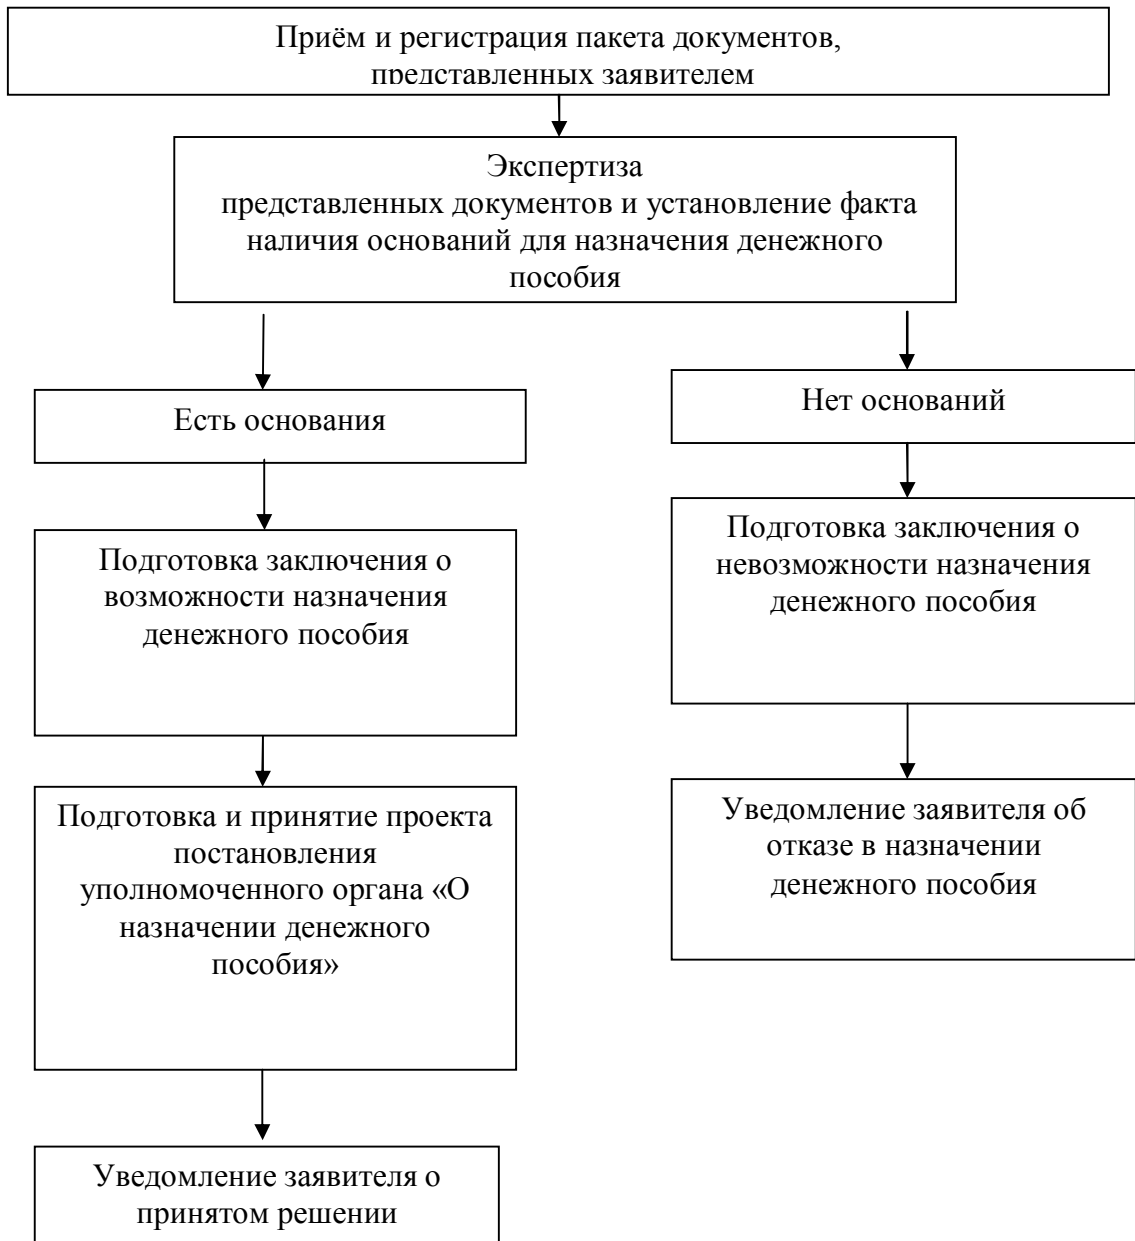 Приём и регистрация пакета документов,
представленных заявителем
Экспертиза
представленных документов и установление факта
наличия оснований для назначения денежного
пособия
Есть основания
Нет оснований
Подготовка заключения о
возможности назначения
денежного пособия
Подготовка заключения о
невозможности назначения
денежного пособия
Подготовка и принятие проекта
постановления
уполномоченного органа «О
назначении денежного
пособия»
Уведомление заявителя об
отказе в назначении
денежного пособия
Уведомление заявителя о
принятом решении